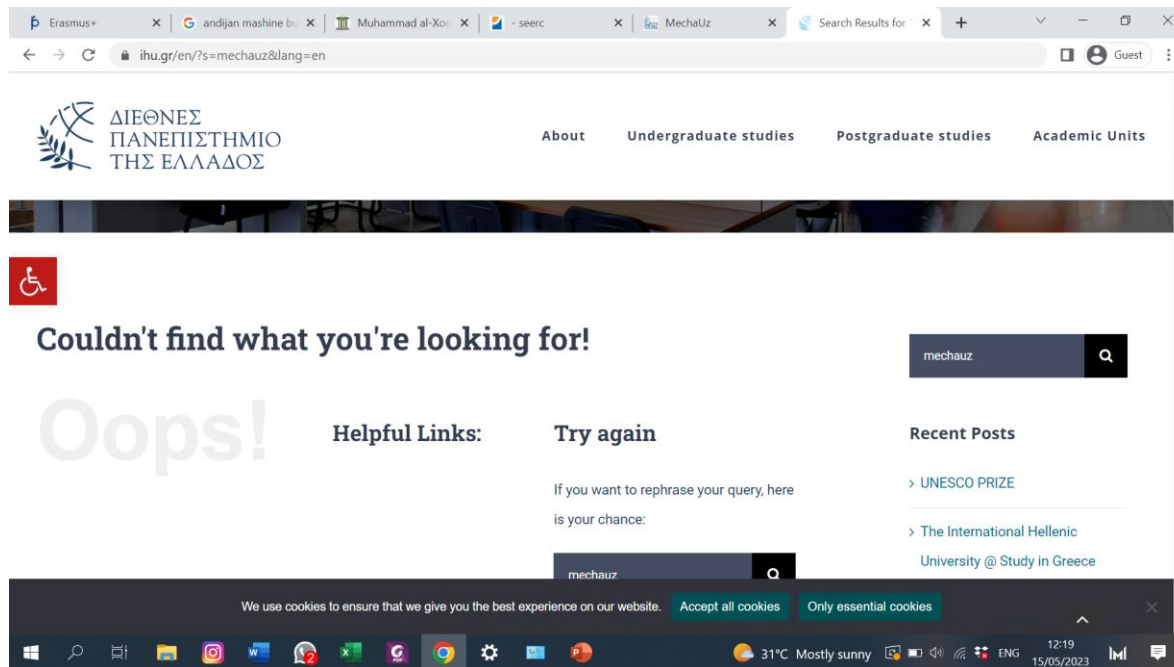 Erasmus+
andijan mashine bu
Muhammad al-Xor
- seerc
MechaUz
Search Results for "
ihu.gr/en/?s=mechauz&lang=en
Guest
ΔΙΕΘΝΕΣ
ΠΑΝΕΠΙΣΤΗΜΙΟ
ΤΗΣ ΕΛΛΑΔΟΣ
About
Undergraduate studies
Postgraduate studies
Academic Units
Couldn't find what you're looking for!
mechauz
Oops!
Helpful Links:
Try again
If you want to rephrase your query, here
is your chance:
mechauz
Recent Posts
UNESCO PRIZE
The International Hellenic
University @ Study in Greece
We use cookies to ensure that we give you the best experience on our website.
Accept all cookies
Only essential cookies
31°C Mostly sunny
ENG
12:19
15/05/2023